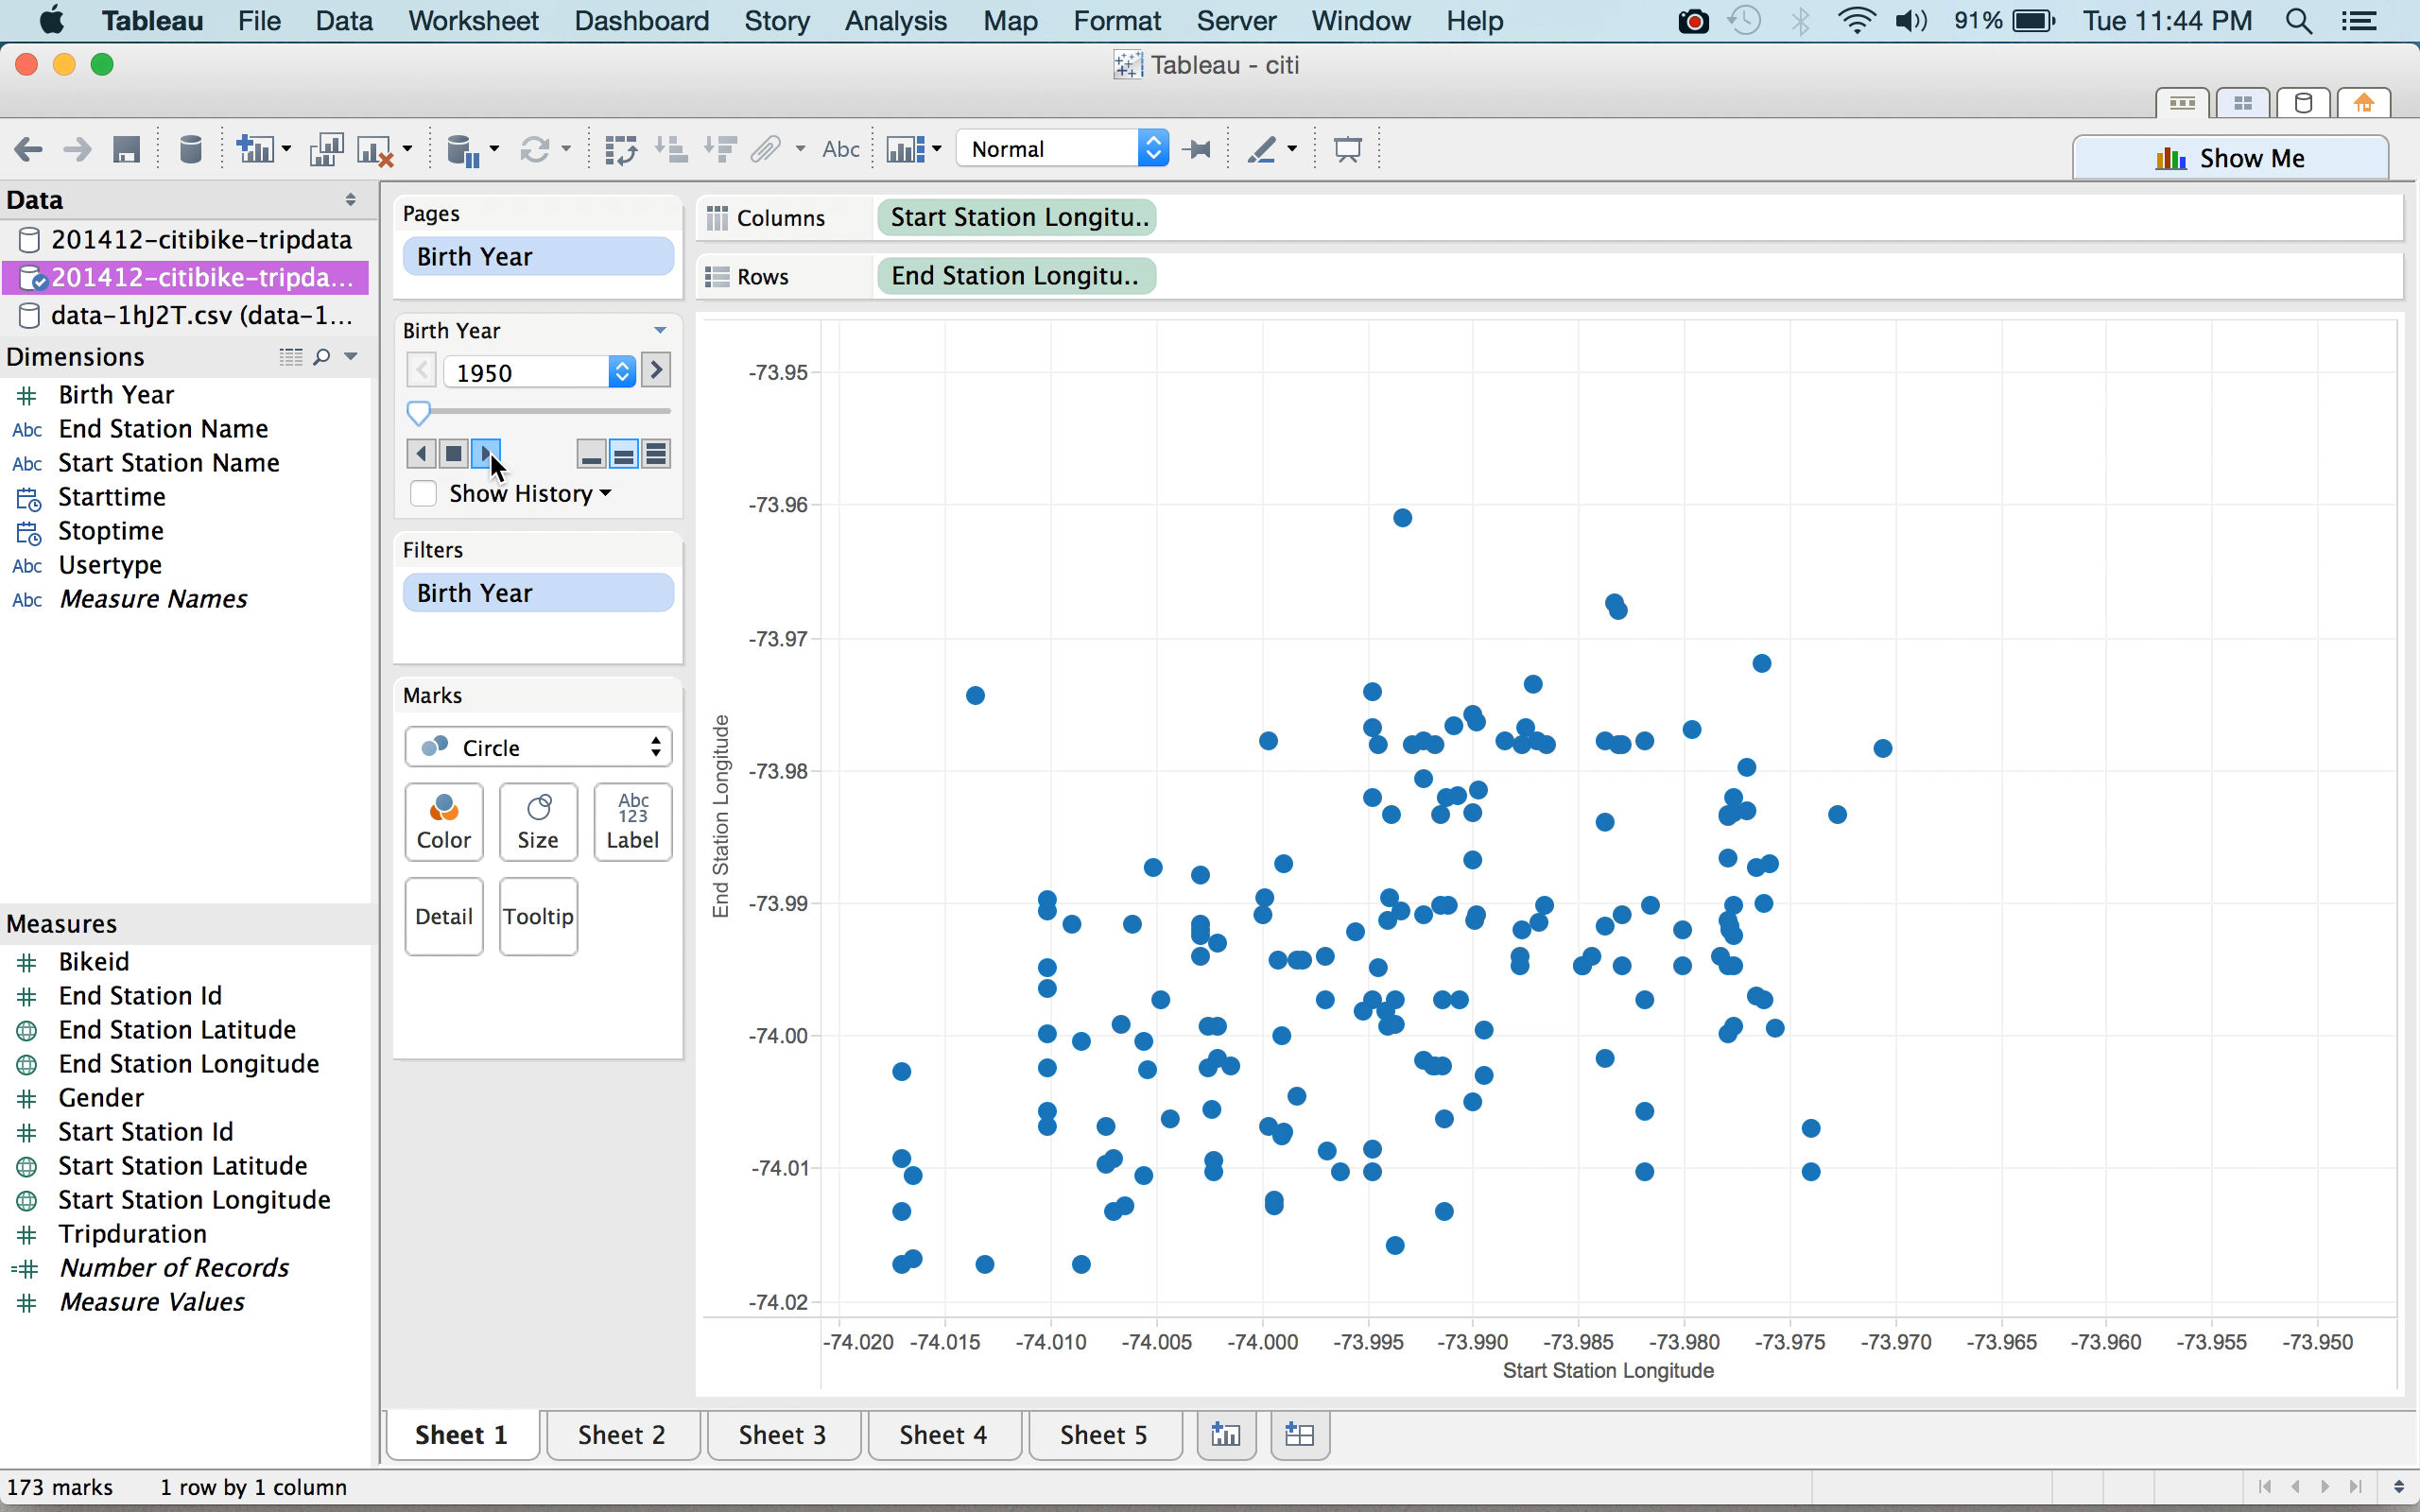 Tableau File Data Worksheet Dashboard Story Analysis Map Format Server Window Help 91% Tue 11:44 PM
Tableau - citi
Abc Normal Show Me
Data
201412-citibike-tripdata
201412-citibike-tripda...
data-1hJ2T.csv (data-1...
Dimensions
# Birth Year
Abc End Station Name
Abc Start Station Name
Starttime
Stoptime
Abc Usertype
Abc Measure Names
Measures
# Bikeid
# End Station Id
End Station Latitude
End Station Longitude
# Gender
# Start Station Id
Start Station Latitude
Start Station Longitude
# Tripduration
=# Number of Records
# Measure Values
Pages
Birth Year
Birth Year
1950
Show History
Filters
Birth Year
Marks
Circle
Color Size Abc 123 Label
Detail Tooltip
Columns Start Station Longitu..
Rows End Station Longitu..
-73.95
-73.96
-73.97
-73.98
-73.99
-74.00
-74.01
-74.02
End Station Longitude
-74.020 -74.015 -74.010 -74.005 -74.000 -73.995 -73.990 -73.985 -73.980 -73.975 -73.970 -73.965 -73.960 -73.955 -73.950
Start Station Longitude
Sheet 1 Sheet 2 Sheet 3 Sheet 4 Sheet 5
173 marks 1 row by 1 column